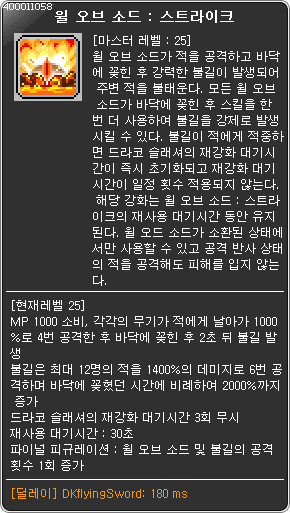 400011058
윌 오브 소드 : 스트라이크
[마스터 레벨 : 25]
윌 오브 소드가 적을 공격하고 바닥
에 꽂힌 후 강력한 불길이 발생되어
주변 적을 불태운다. 모든 윌 오브
소드가 바닥에 꽂힌 후 스킬을 한
번 더 사용하여 불길을 강제로 발생
시킬 수 있다. 불길이 적에게 적중하
면 드라코 슬래셔의 재강화 대기시
간이 즉시 초기화되고 재강화 대기
시간이 일정 횟수 적용되지 않는다.
해당 강화는 윌 오브 소드 : 스트라
이크의 재사용 대기시간 동안 유지
된다. 윌 오드 소드가 소환된 상태에
서만 사용할 수 있고 공격 반사 상태
의 적을 공격해도 피해를 입지 않는
다.
[현재레벨 25]
MP 1000 소비, 각각의 무기가 적에게 날아가 1000
%로 4번 공격한 후 바닥에 꽂힌 후 2초 뒤 불길 발
생
불길은 최대 12명의 적을 1400%의 데미지로 6번 공
격하며 바닥에 꽂혔던 시간에 비례하여 2000%까지
증가
드라코 슬래셔의 재강화 대기시간 3회 무시
재사용 대기시간 : 30초
파이널 피규레이션 : 윌 오브 소드 및 불길의 공격
횟수 1회 증가
[딜레이] DKflyingSword: 180 ms